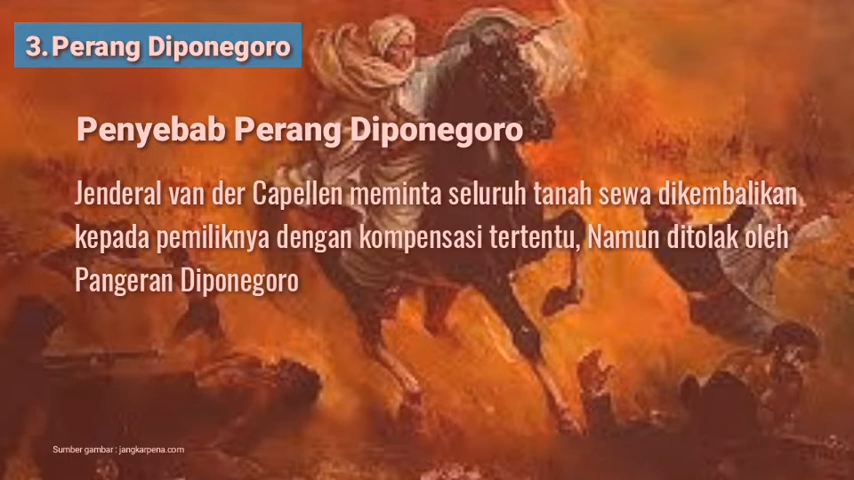 3. Perang Diponegoro
Penyebab Perang Diponegoro
Jenderal van der Capellen meminta seluruh tanah sewa dikembalikan
kepada pemiliknya dengan kompensasi tertentu, Namun ditolak oleh
Pangeran Diponegoro
Sumber gambar : jangkarpena.com